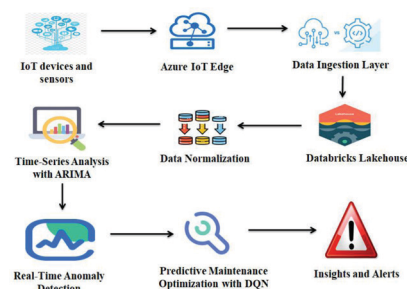 IoT devices and
sensors
Azure IoT Edge
Data Ingestion Layer
Time-Series Analysis
with ARIMA
Data Normalization
Databricks Lakehouse
Real-Time Anomaly
Detection
Predictive Maintenance
Optimization with DQN
Insights and Alerts